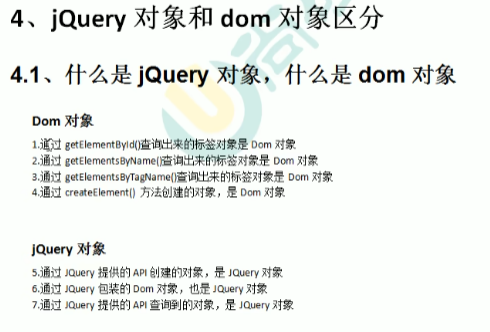 4、jQuery 对象和 dom 对象区分
4.1、什么是 jQuery 对象，什么是 dom 对象
Dom 对象
1.通过 getElementById()查询出来的标签对象是 Dom 对象
2.通过 getElementsByName()查询出来的标签对象是 Dom 对象
3.通过 getElementsByTagName()查询出来的标签对象是 Dom 对象
4.通过 createElement() 方法创建的对象，是 Dom 对象
jQuery 对象
5.通过 JQuery 提供的 API 创建的对象，是 JQuery 对象
6.通过 JQuery 包装的 Dom 对象，也是 JQuery 对象
7.通过 JQuery 提供的 API 查询到的对象，是 JQuery 对象